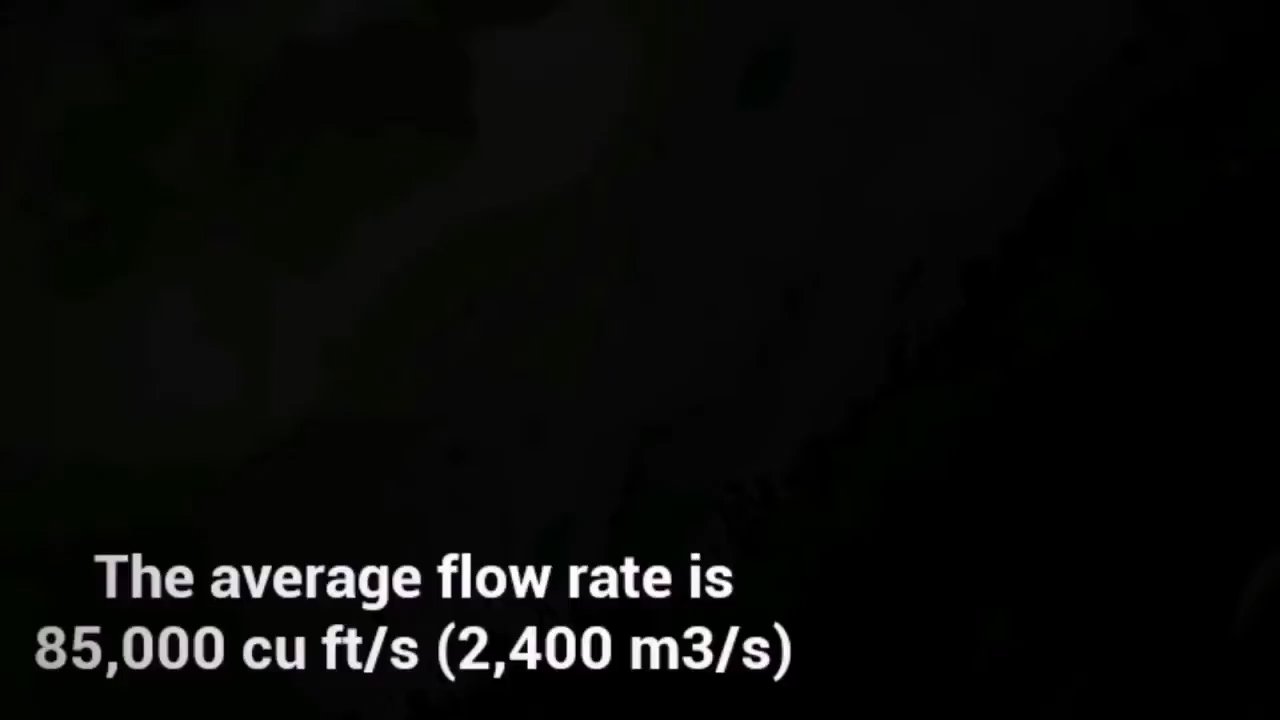 The average flow rate is
85,000 cu ft/s (2,400 m3/s)